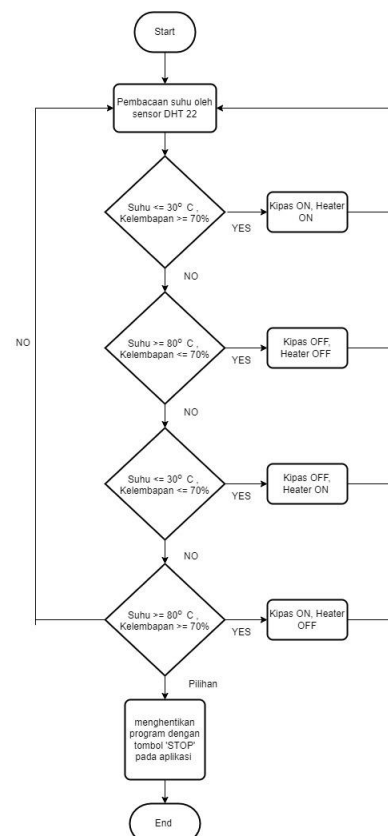 Start
Pembacaan suhu oleh
sensor DHT 22
Suhu <= 30° C ,
Kelembapan >= 70%
YES
Kipas ON, Heater
ON
NO
Suhu >= 80° C ,
Kelembapan <= 70%
YES
Kipas OFF,
Heater OFF
NO
NO
Suhu <= 30° C ,
Kelembapan <= 70%
YES
Kipas OFF,
Heater ON
NO
Suhu >= 80° C ,
Kelembapan >= 70%
YES
Kipas ON, Heater
OFF
Pilihan
menghentikan
program dengan
tombol 'STOP'
pada aplikasi
End